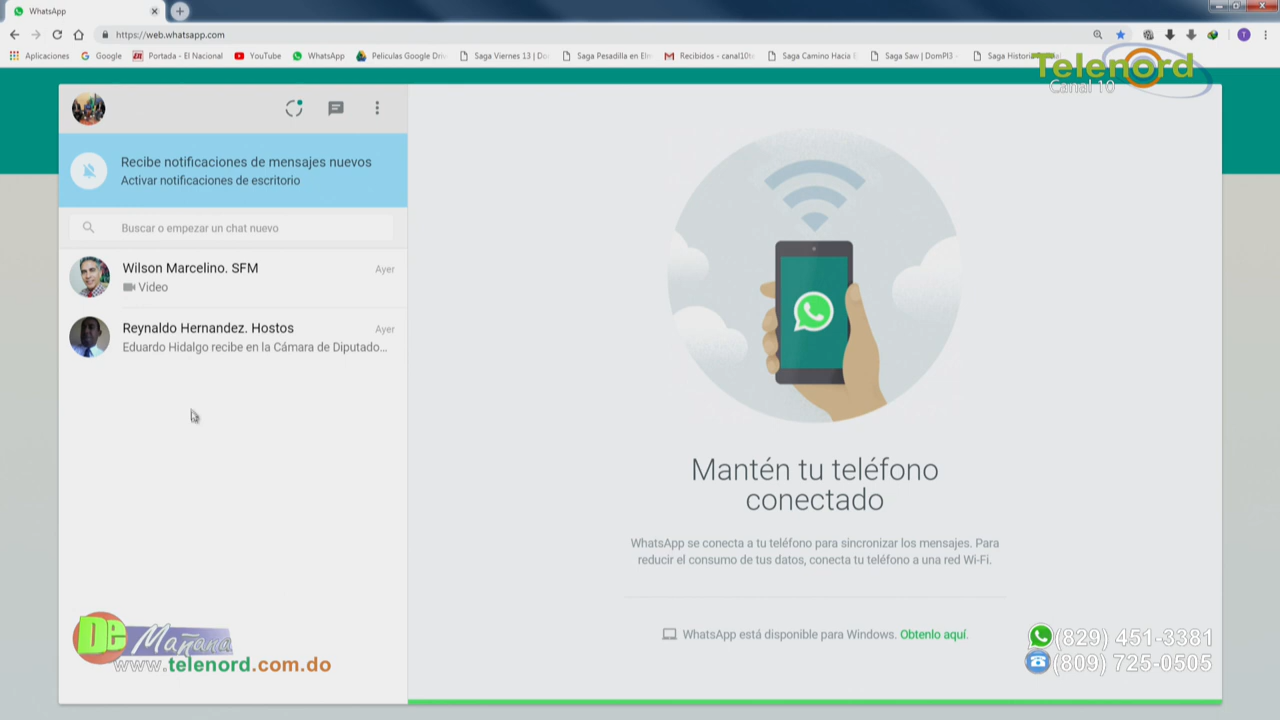 WhatsApp
https://web.whatsapp.com
Aplicaciones
Google
Portada - El Nacional
YouTube
WhatsApp
Peliculas Google Driv
Saga Viernes 13 | Do
Saga Pesadilla en Elm
Recibidos - canal10t
Saga Camino Hacia E
Saga Saw | DomPl3 -
Saga Histori
Telenord
Canal 10
Recibe notificaciones de mensajes nuevos
Activar notificaciones de escritorio
Buscar o empezar un chat nuevo
Wilson Marcelino. SFM
Ayer
Video
Reynaldo Hernandez. Hostos
Ayer
Eduardo Hidalgo recibe en la Cámara de Diputado...
Mantén tu teléfono
conectado
WhatsApp se conecta a tu teléfono para sincronizar los mensajes. Para
reducir el consumo de tus datos, conecta tu teléfono a una red Wi-Fi.
WhatsApp está disponible para Windows. Obtenlo aquí.
De Mañana
www.telenord.com.do
(829) 451-3381
(809) 725-0505